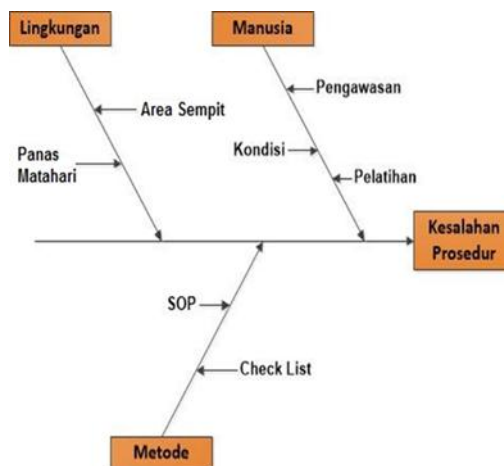 Lingkungan
Manusia
Pengawasan
Area Sempit
Kondisi
Panas
Matahari
Pelatihan
Kesalahan
Prosedur
SOP
Check List
Metode